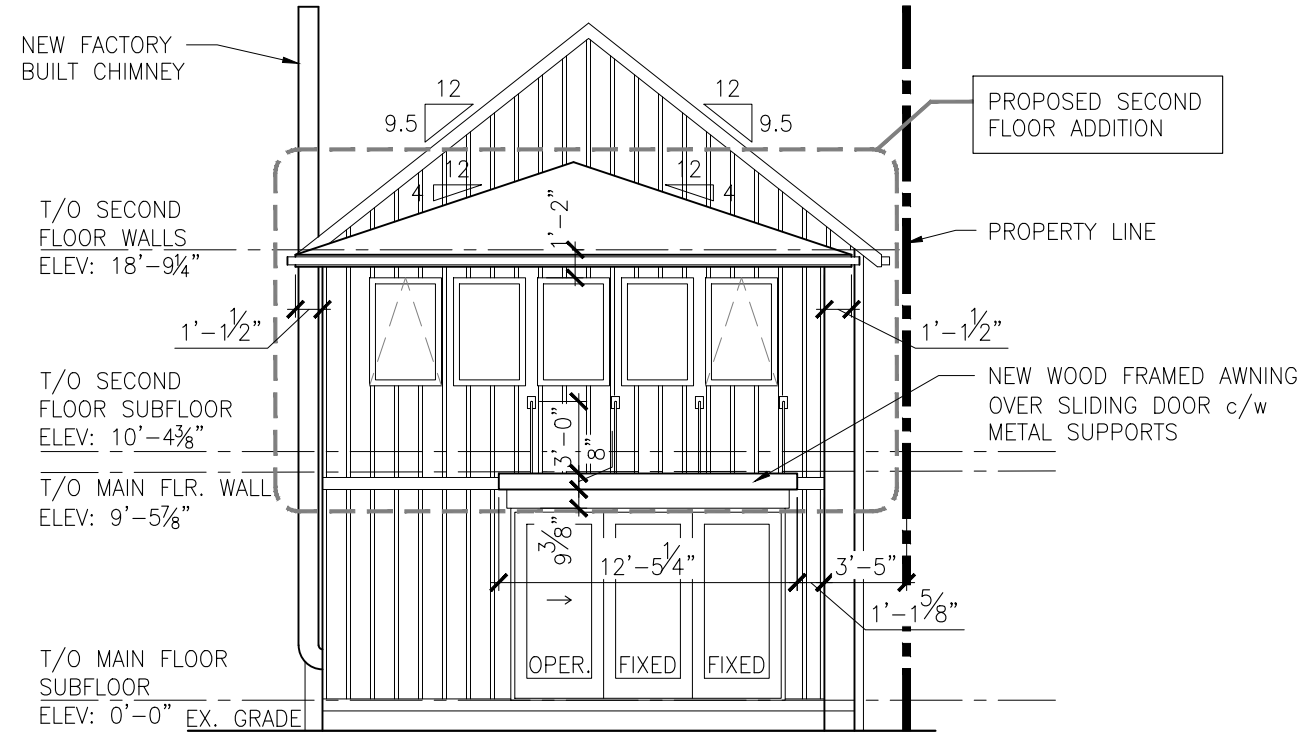 NEW FACTORY
BUILT CHIMNEY
12
9.5
12
9.5
PROPOSED SECOND
FLOOR ADDITION
12
4
12
4
T/O SECOND
FLOOR WALLS
ELEV: 18'-9¼"
1'-2"
PROPERTY LINE
1'-1½"
1'-1½"
T/O SECOND
FLOOR SUBFLOOR
ELEV: 10'-4⅜"
NEW WOOD FRAMED AWNING
OVER SLIDING DOOR c/w
METAL SUPPORTS
3'-0"
8"
T/O MAIN FLR. WALL
ELEV: 9'-5⅞"
9⅜"
12'-5¼"
3'-5"
1'-1⅝"
OPER.
FIXED
FIXED
T/O MAIN FLOOR
SUBFLOOR
ELEV: 0'-0"
EX. GRADE